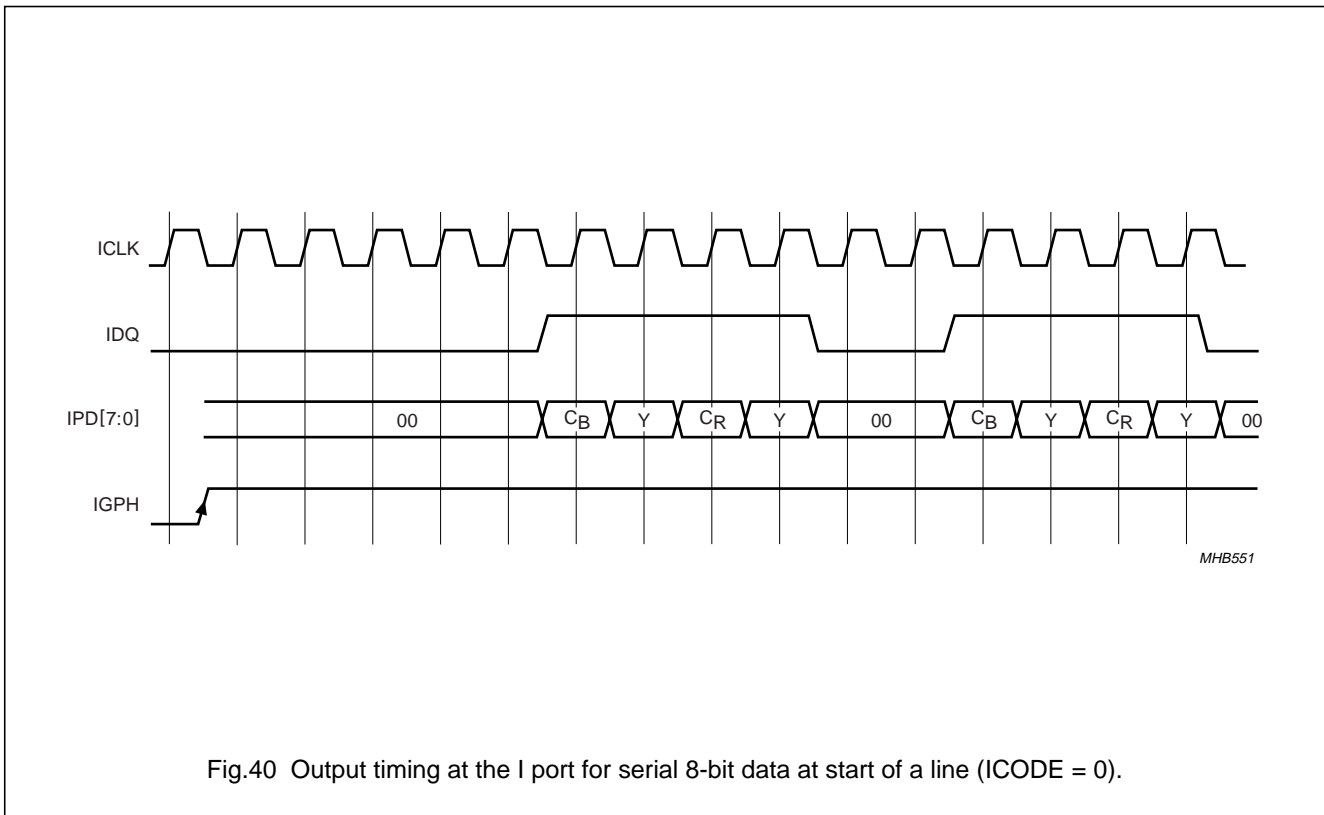 ICLK
IDQ
IPD[7:0] 00 CB Y CR Y 00 CB Y CR Y 00
IGPH
MHB551
Fig.40 Output timing at the I port for serial 8-bit data at start of a line (ICODE = 0).